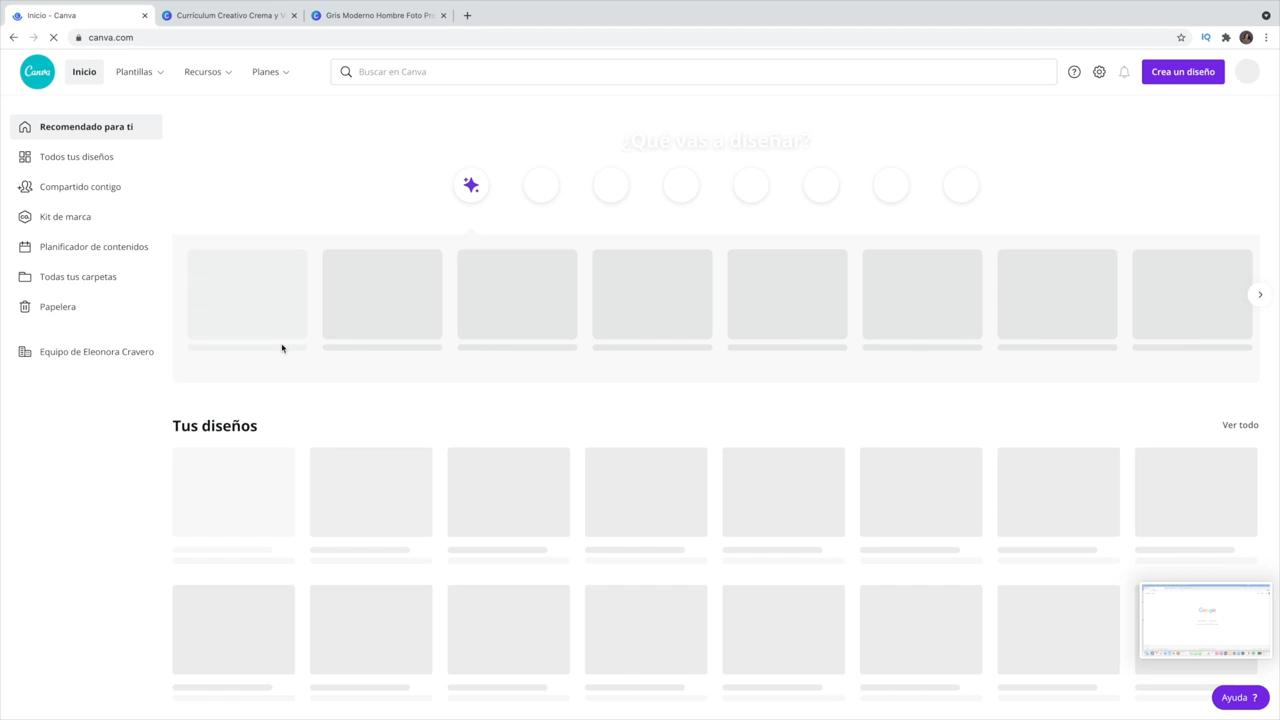 Inicio - Canva
Currículum Creativo Crema y V
Gris Moderno Hombre Foto Pr
canva.com
Canva
Inicio
Plantillas
Recursos
Planes
Buscar en Canva
Crea un diseño
Recomendado para ti
Todos tus diseños
Compartido contigo
Kit de marca
Planificador de contenidos
Todas tus carpetas
Papelera
Equipo de Eleonora Cravero
¿Qué vas a diseñar?
Tus diseños
Ver todo
Google
Ayuda ?